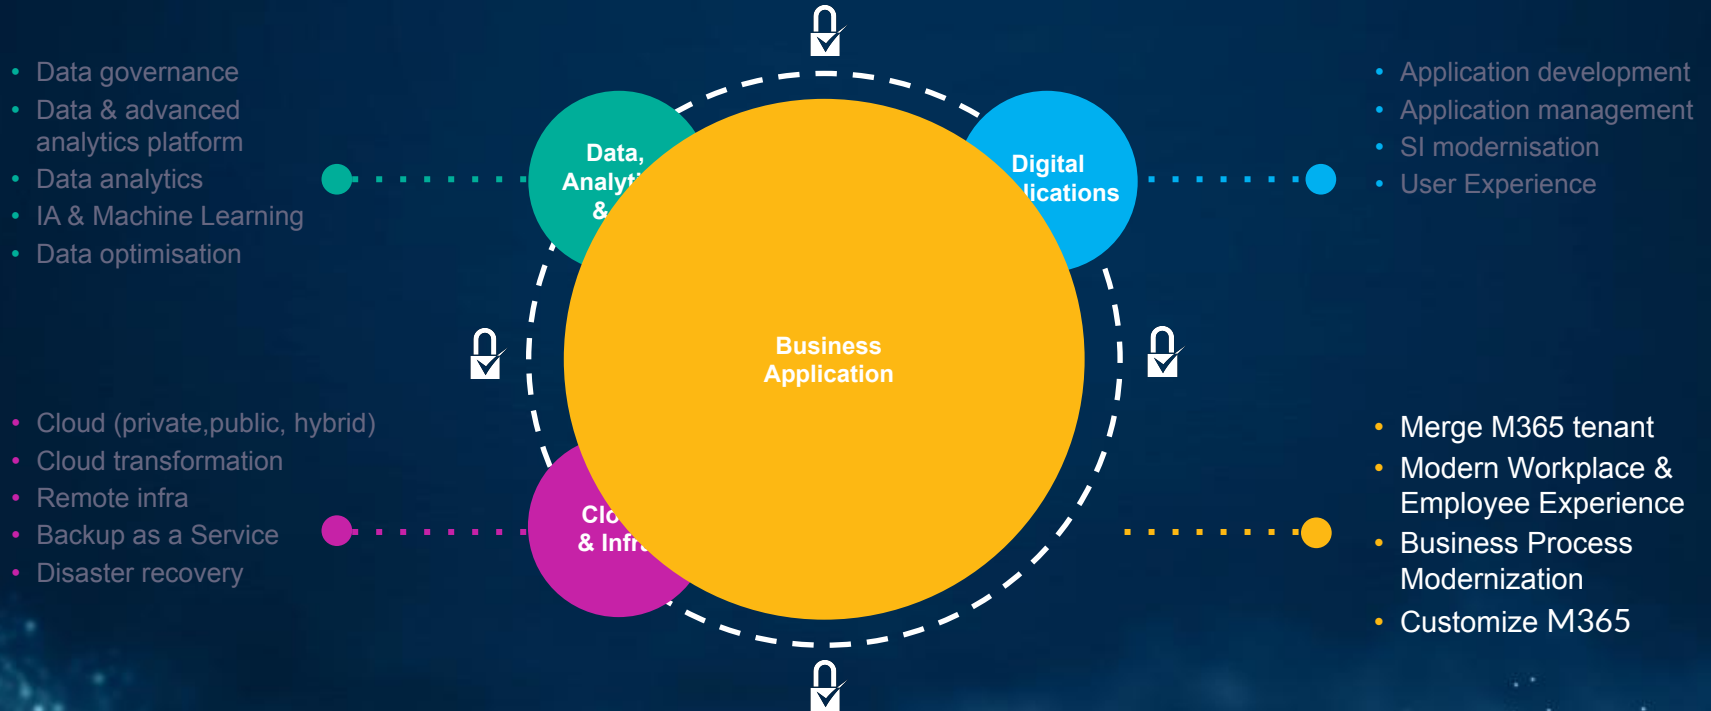 Data governance
Data & advanced
analytics platform
Data analytics
IA & Machine Learning
Data optimisation
Data,
&
Digital
Application development
Application management
SI modernisation
User Experience
Business
Application
Cloud (private,public, hybrid)
Cloud transformation
Remote infra
Backup as a Service
Disaster recovery
&
Merge M365 tenant
Modern Workplace &
Employee Experience
Business Process
Modernization
Customize M365